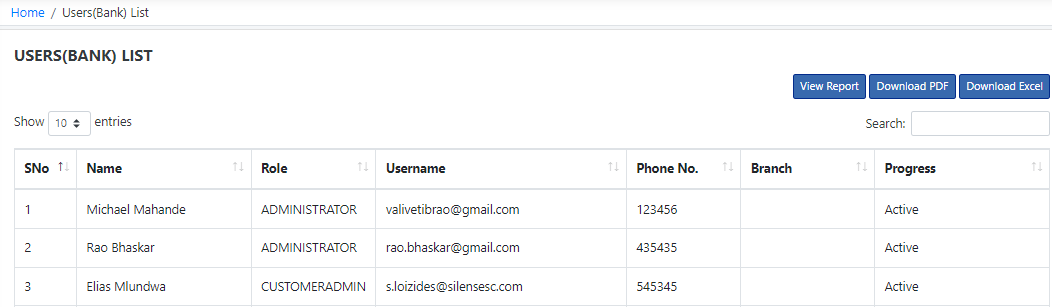 Home / Users(Bank) List
USERS(BANK) LIST
View Report Download PDF Download Excel
Show 10 entries Search:
SNo Name Role Username Phone No. Branch Progress
1 Michael Mahande ADMINISTRATOR valivetibrao@gmail.com 123456 Active
2 Rao Bhaskar ADMINISTRATOR rao.bhaskar@gmail.com 435435 Active
3 Elias Mlundwa CUSTOMERADMIN s.loizides@silensesc.com 545345 Active